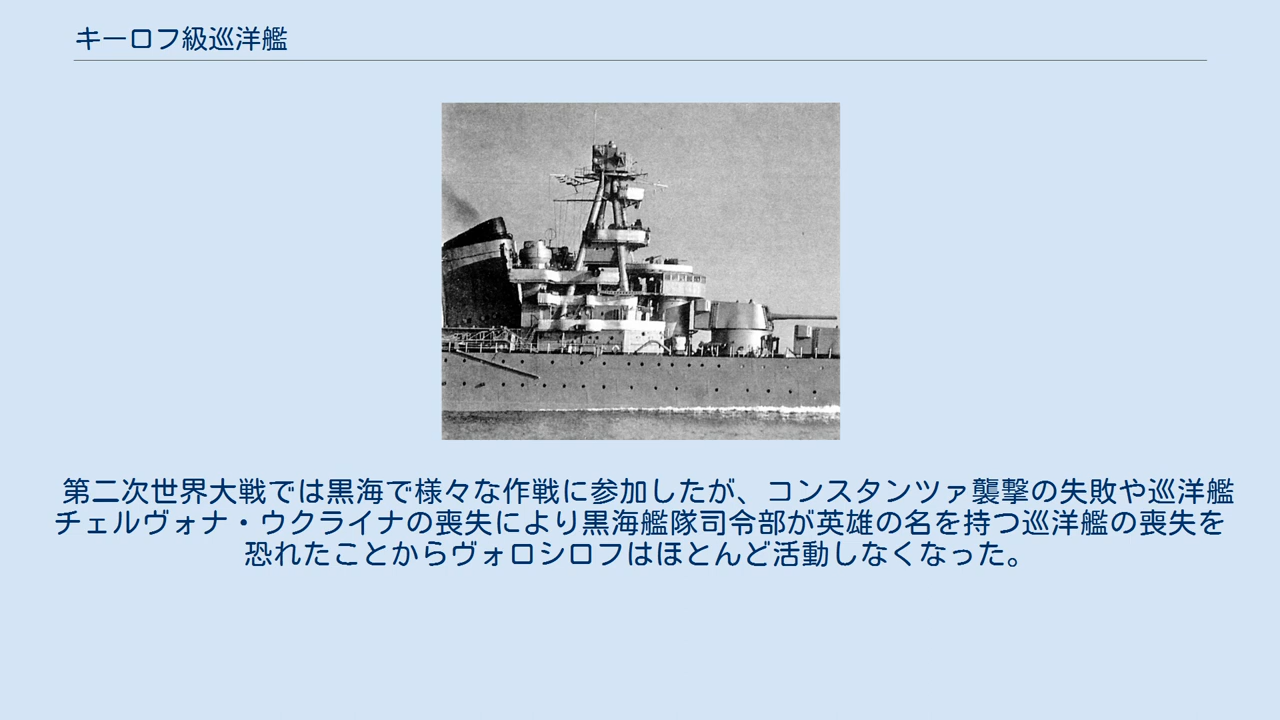 キーロフ級巡洋艦
第二次世界大戦では黒海で様々な作戦に参加したが、コンスタンツァ襲撃の失敗や巡洋艦
チェルヴォナ・ウクライナの喪失により黒海艦隊司令部が英雄の名を持つ巡洋艦の喪失を
恐れたことからヴォロシロフはほとんど活動しなくなった。